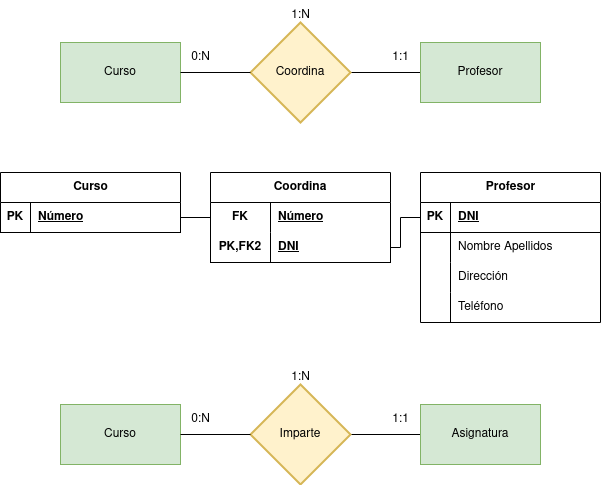 1:N
0:N
1:1
Curso
Coordina
Profesor
Curso
Coordina
Profesor
PK
Número
FK
Número
PK
DNI
PK,FK2
DNI
Nombre Apellidos
Dirección
Teléfono
1:N
0:N
1:1
Curso
Imparte
Asignatura